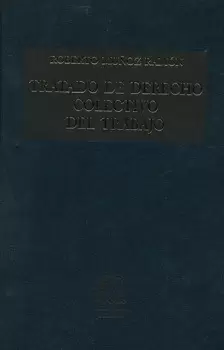 ROBERTO MUÑOZ RAMÓN
TRATADO DE DERECHO
COLECTIVO
DEL TRABAJO